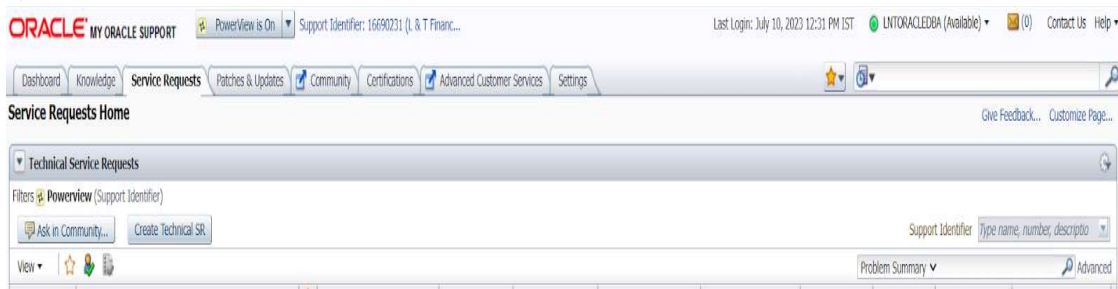 ORACLE MY ORACLE SUPPORT PowerView is On Support Identifier: 16690231 (L & T Financ... Last Login: July 10, 2023 12:31 PM IST LNTORACLEDBA (Available) (0) Contact Us Help
Dashboard Knowledge Service Requests Patches & Updates Community Certifications Advanced Customer Services Settings
Service Requests Home Give Feedback... Customize Page...
Technical Service Requests
Filters Powerview (Support Identifier)
Ask in Community... Create Technical SR Support Identifier Type name, number, descriptio
View Problem Summary Advanced